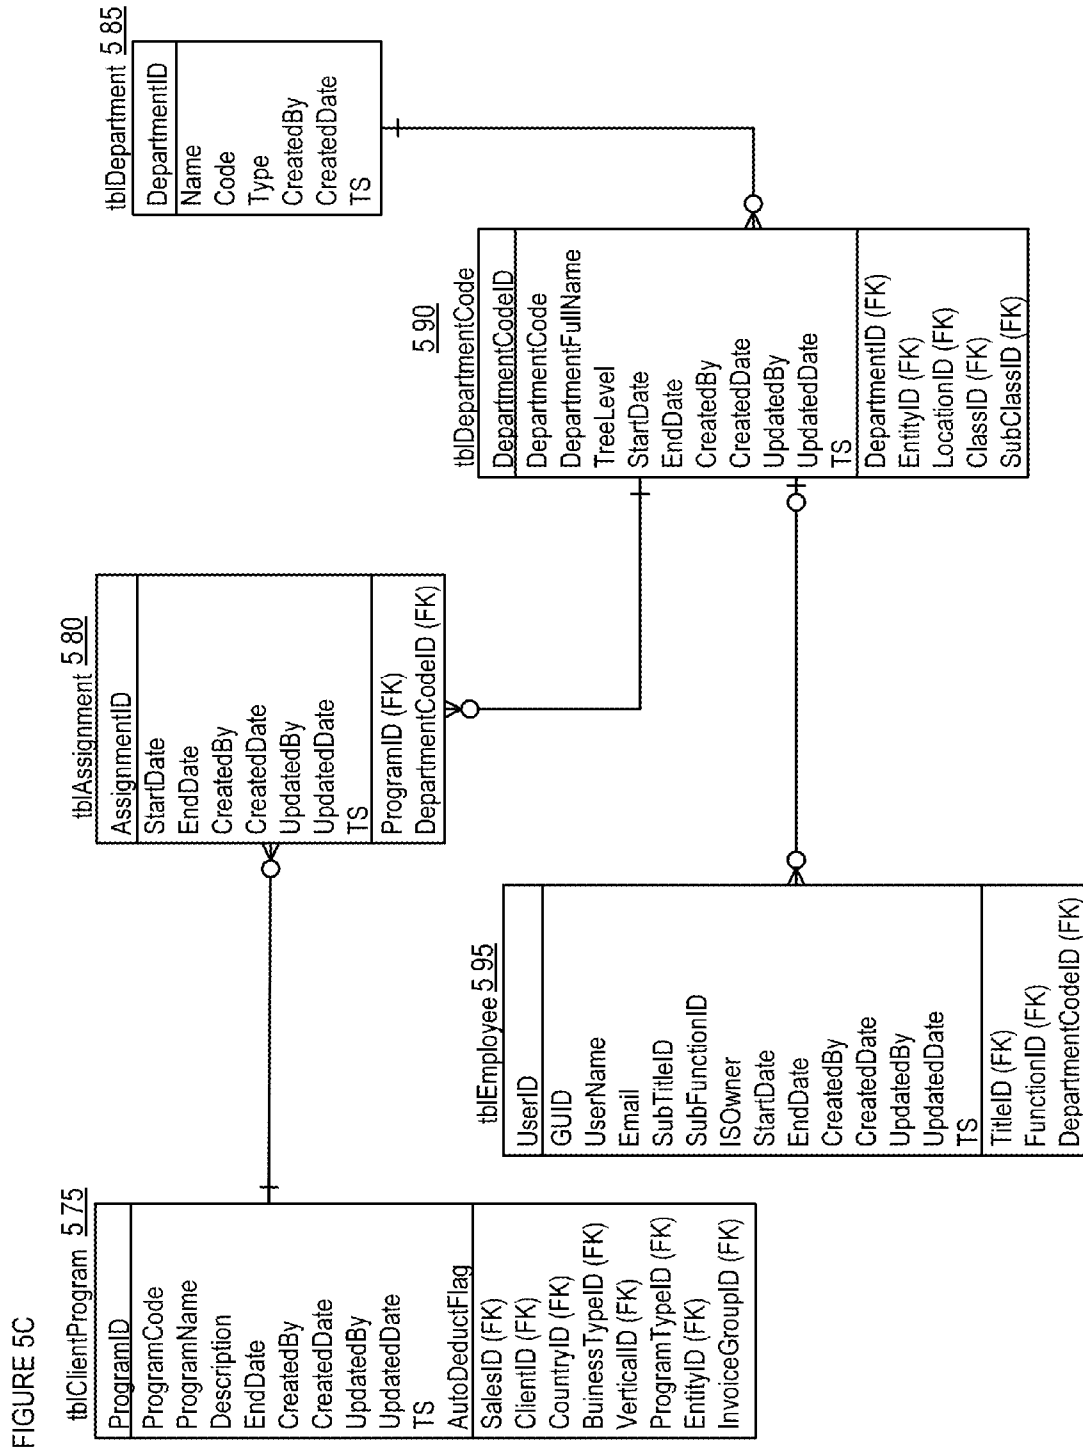 FIGURE 5C
tblClientProgram 5 75
ProgramID
ProgramCode
ProgramName
Description
EndDate
CreatedBy
CreatedDate
UpdatedBy
UpdatedDate
TS
AutoDeductFlag
SalesID (FK)
ClientID (FK)
CountryID (FK)
BuinessTypeID (FK)
VerticalID (FK)
ProgramTypeID (FK)
EntityID (FK)
InvoiceGroupID (FK)
tblAssignment 5 80
AssignmentID
StartDate
EndDate
CreatedBy
CreatedDate
UpdatedBy
UpdatedDate
TS
ProgramID (FK)
DepartmentCodeID (FK)
tblDepartment 5 85
DepartmentID
Name
Code
Type
CreatedBy
CreatedDate
TS
5 90
tblDepartmentCode
DepartmentCodeID
DepartmentCode
DepartmentFullName
TreeLevel
StartDate
EndDate
CreatedBy
CreatedDate
UpdatedBy
UpdatedDate
TS
DepartmentID (FK)
EntityID (FK)
LocationID (FK)
ClassID (FK)
SubClassID (FK)
tblEmployee 5 95
UserID
GUID
UserName
Email
SubTitleID
SubFunctionID
ISOwner
StartDate
EndDate
CreatedBy
CreatedDate
UpdatedBy
UpdatedDate
TS
TitleID (FK)
FunctionID (FK)
DepartmentCodeID (FK)